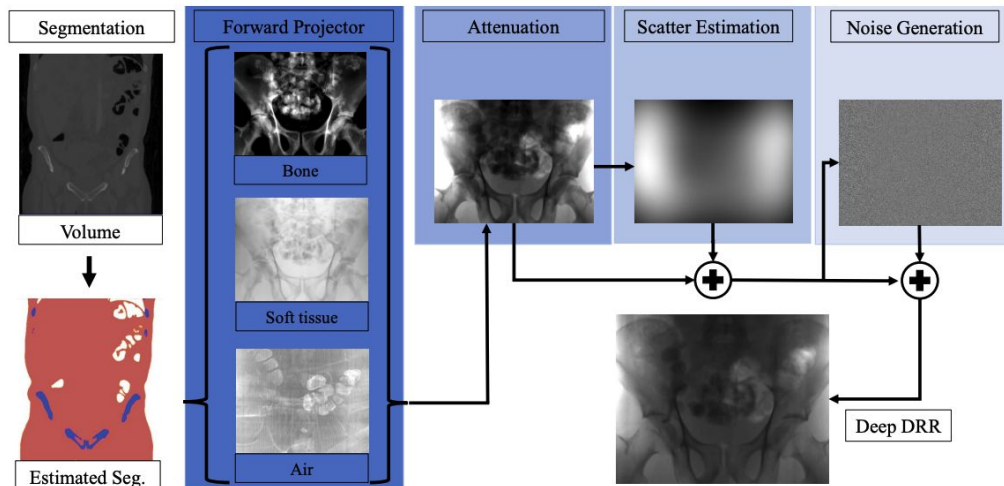 Segmentation
Forward Projector
Attenuation
Scatter Estimation
Noise Generation
Bone
Volume
Soft tissue
Deep DRR
Estimated Seg.
Air